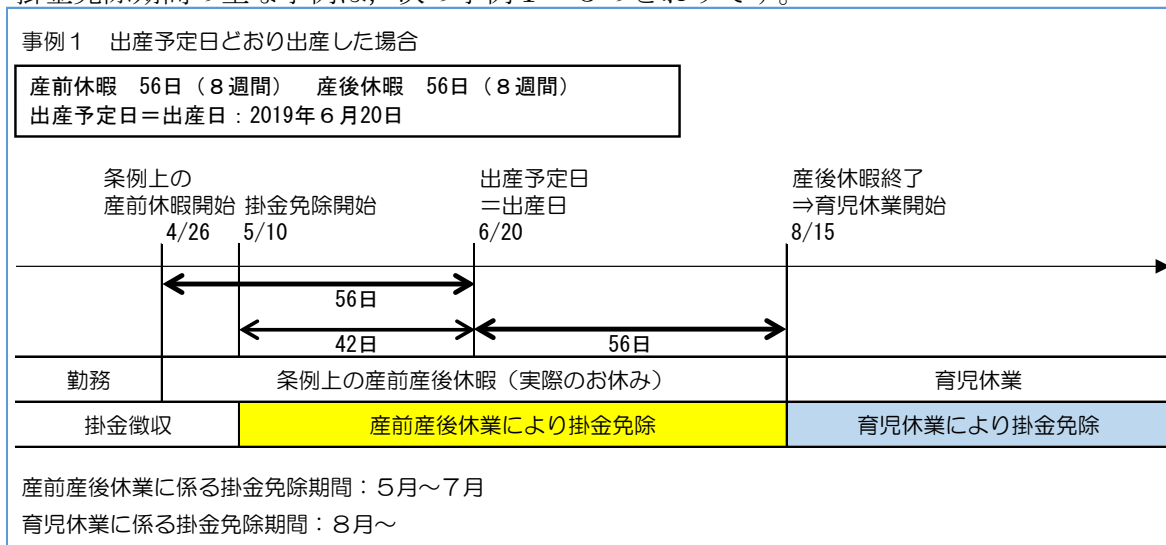 事例１　出産予定日どおり出産した場合
産前休暇　56日（８週間）　産後休暇　56日（８週間）
出産予定日＝出産日：2019年６月20日
条例上の
産前休暇開始
4/26
掛金免除開始
5/10
出産予定日
＝出産日
6/20
産後休暇終了
⇒育児休業開始
8/15
56日
42日
56日
勤務
条例上の産前産後休暇（実際のお休み）
育児休業
掛金徴収
産前産後休業により掛金免除
育児休業により掛金免除
産前産後休業に係る掛金免除期間：５月～７月
育児休業に係る掛金免除期間：８月～